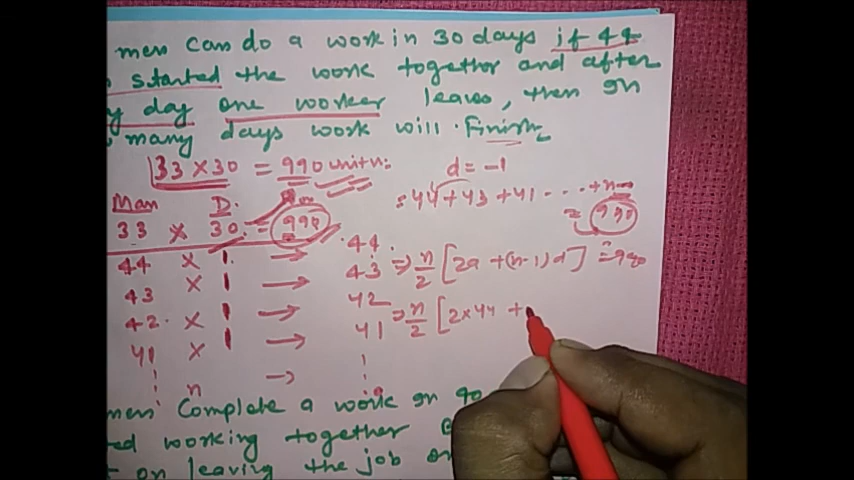 men can do a work in 30 days if 44
started the work together and after
day one worker leaves, then in
many days work will finish
33 × 30 = 990 units
d = -1
= 44 + 43 + 41 ... + n
= 990
Man D.
33 × 30 = 990
44 × 1 → 44
43 × 1 → 43
42 × 1 → 42
41 × 1 → 41
n →
⇒ n/2 [2a + (n-1) d] = 990
⇒ n/2 [2×44 +
men Complete a work in 90
ted working together
on leaving the job on